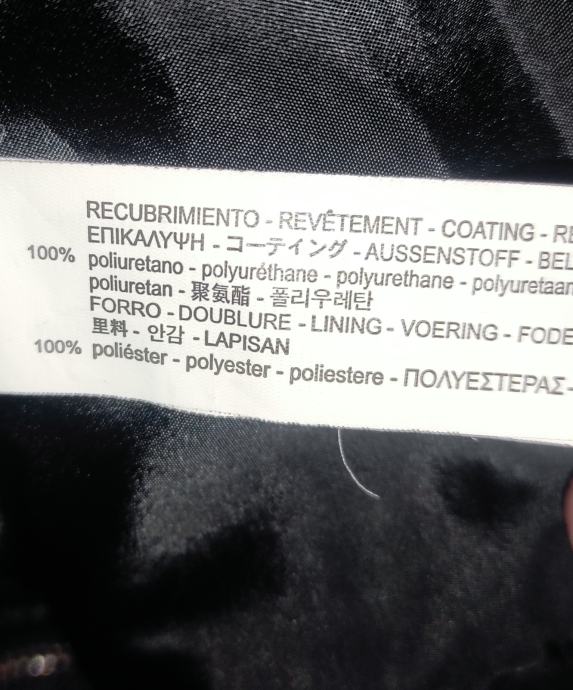 RECUBRIMIENTO - REVÊTEMENT - COATING -
ΕΠΙΚΑΛΥΨΗ - コーティング - AUSSENSTOFF -
100% poliuretano - polyuréthane - polyurethane -
poliuretan - 聚氨酯 - 폴리우레탄
FORRO - DOUBLURE - LINING - VOERING -
里料 - 안감 - LAPISAN
100% poliéster - polyester - poliestere - ΠΟΛΥΕΣΤΕΡΑΣ -